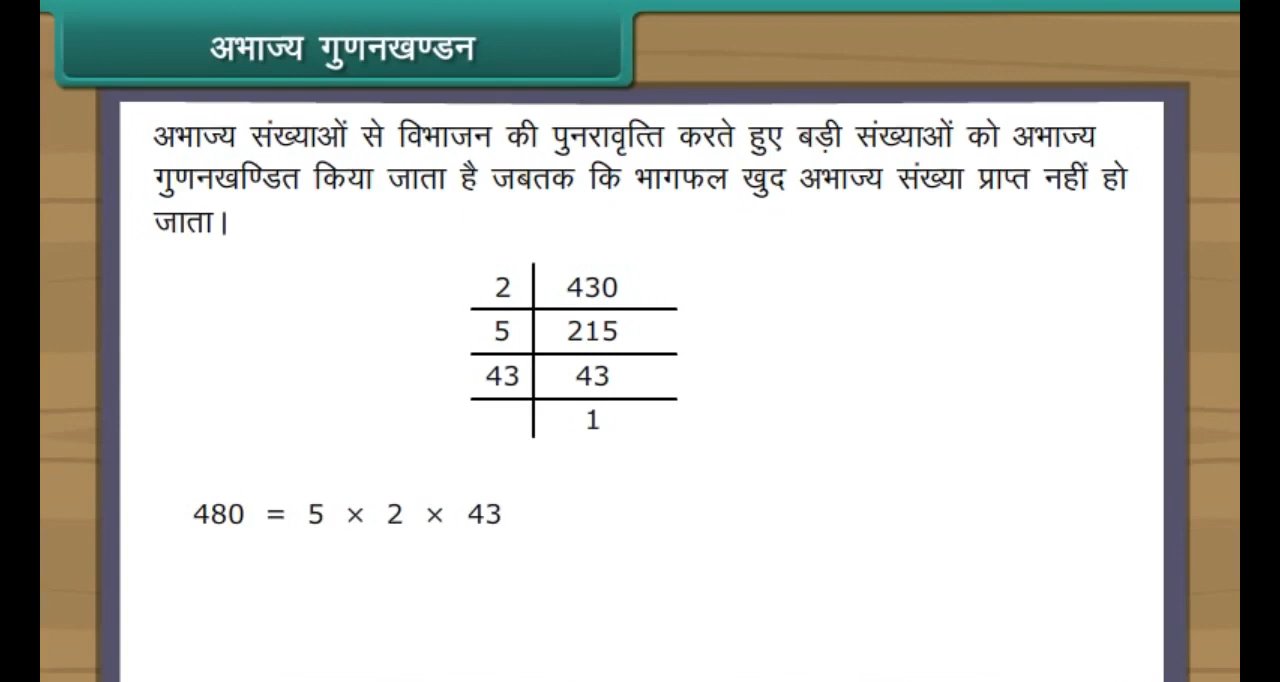 अभाज्य गुणनखण्डन
अभाज्य संख्याओं से विभाजन की पुनरावृत्ति करते हुए बड़ी संख्याओं को अभाज्य
गुणनखण्डित किया जाता है जबतक कि भागफल खुद अभाज्य संख्या प्राप्त नहीं हो
जाता।
2 430
5 215
43 43
1
480 = 5 × 2 × 43